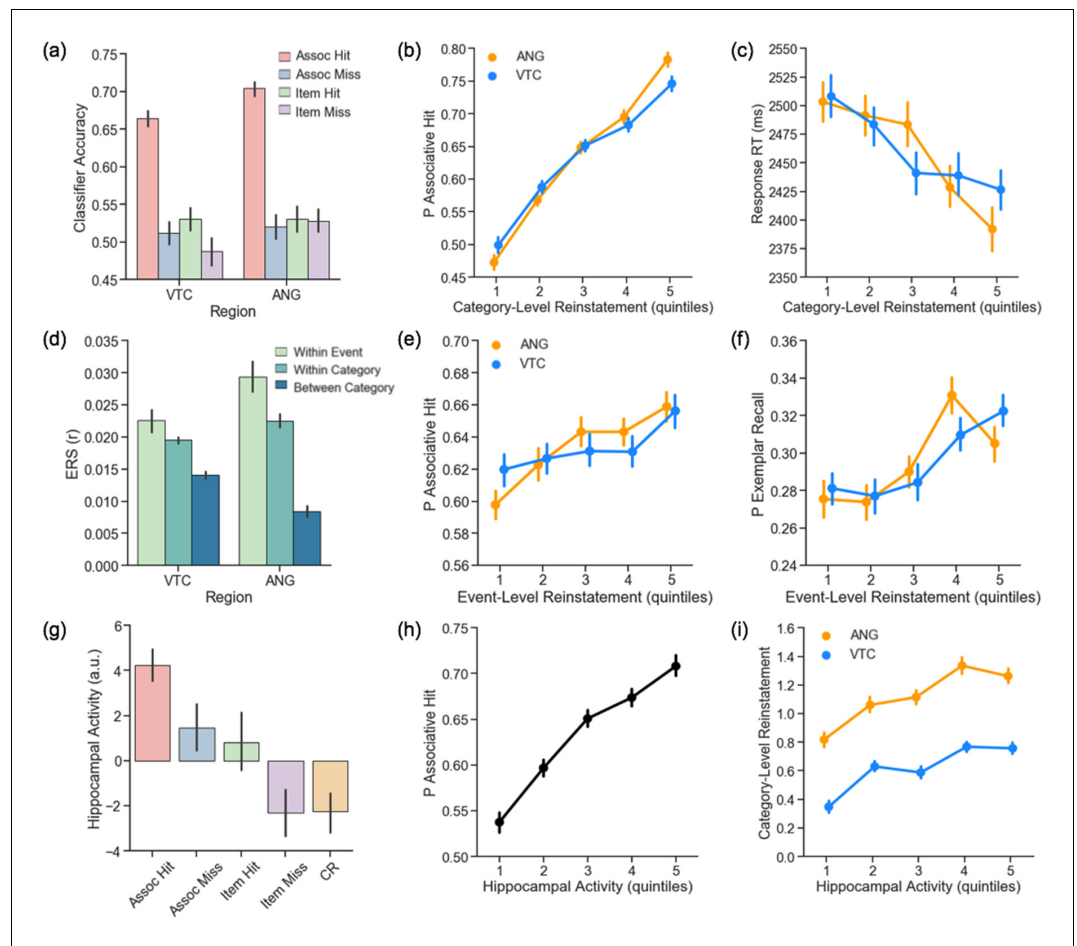 (a)
0.75
0.70
0.65
0.60
0.55
0.50
0.45
Classifier Accuracy
Assoc Hit
Assoc Miss
Item Hit
Item Miss
VTC ANG
Region
(b)
0.80
0.75
0.70
0.65
0.60
0.55
0.50
0.45
P Associative Hit
ANG
VTC
1 2 3 4 5
Category-Level Reinstatement (quintiles)
(c)
2550
2525
2500
2475
2450
2425
2400
2375
2350
Response RT (ms)
1 2 3 4 5
Category-Level Reinstatement (quintiles)
(d)
0.035
0.030
0.025
0.020
0.015
0.010
0.005
0.000
ERS (r)
Within Event
Within Category
Between Category
VTC ANG
Region
(e)
0.70
0.68
0.66
0.64
0.62
0.60
0.58
0.56
P Associative Hit
ANG
VTC
1 2 3 4 5
Event-Level Reinstatement (quintiles)
(f)
0.36
0.34
0.32
0.30
0.28
0.26
0.24
P Exemplar Recall
1 2 3 4 5
Event-Level Reinstatement (quintiles)
(g)
6
4
2
0
−2
−4
Hippocampal Activity (a.u.)
Assoc Hit
Assoc Miss
Item Hit
Item Miss
CR
(h)
0.75
0.70
0.65
0.60
0.55
0.50
P Associative Hit
1 2 3 4 5
Hippocampal Activity (quintiles)
(i)
1.6
1.4
1.2
1.0
0.8
0.6
0.4
0.2
0.0
Category-Level Reinstatement
ANG
VTC
1 2 3 4 5
Hippocampal Activity (quintiles)